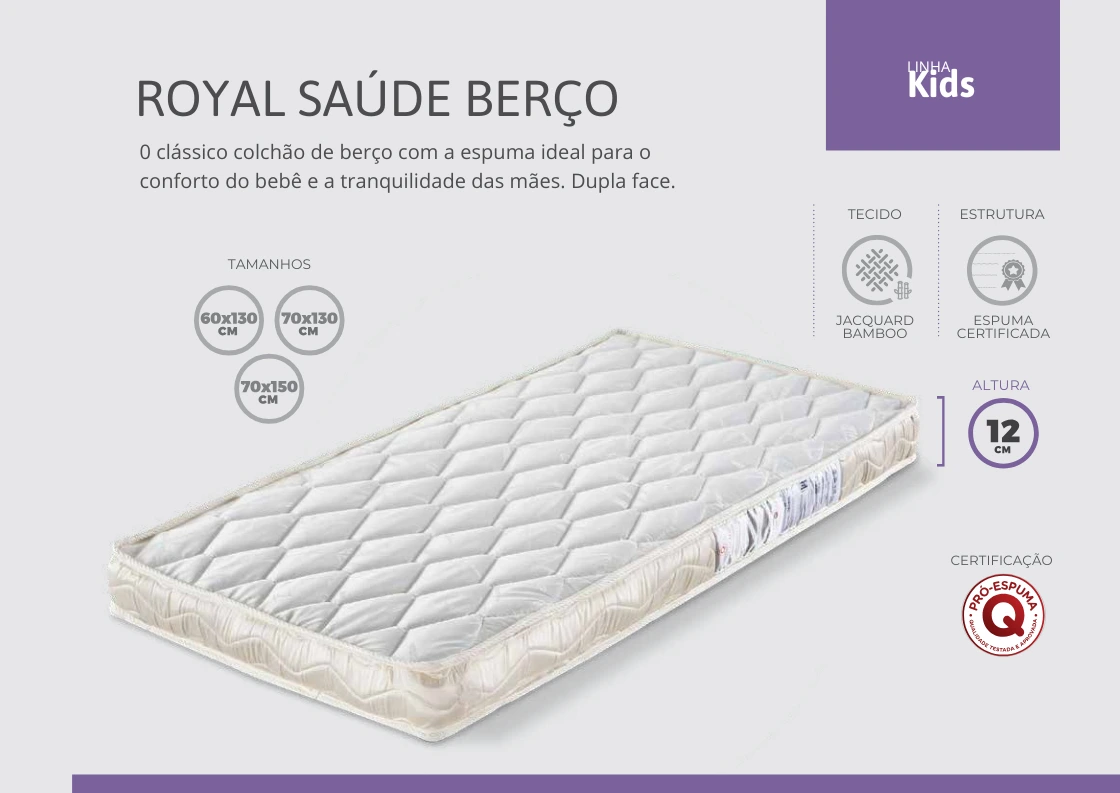 LINHA
Kids
ROYAL SAÚDE BERÇO
0 clássico colchão de berço com a espuma ideal para o
conforto do bebê e a tranquilidade das mães. Dupla face.
TECIDO
JACQUARD
BAMBOO
ESTRUTURA
ESPUMA
CERTIFICADA
TAMANHOS
60x130
CM
70x130
CM
70x150
CM
ALTURA
12
CM
CERTIFICAÇÃO
• PRÓ-ESPUMA •
Q
QUALIDADE TESTADA E APROVADA